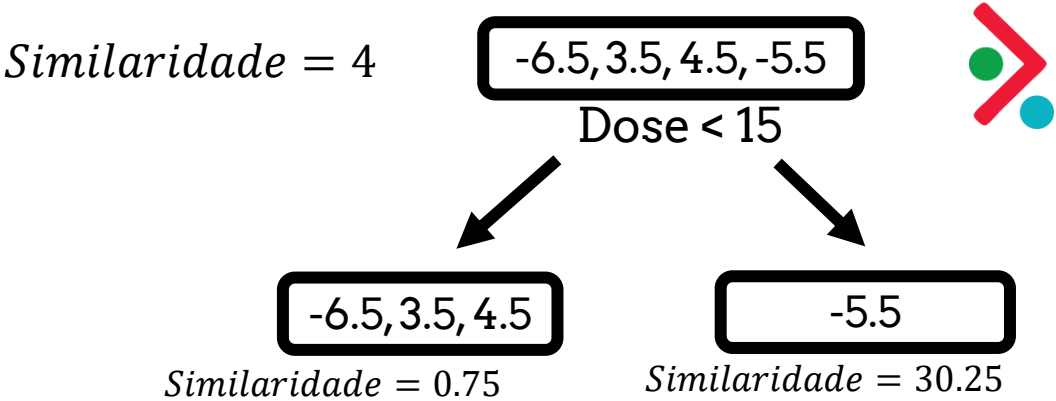 Similaridade = 4
-6.5, 3.5, 4.5, -5.5
Dose < 15
-6.5, 3.5, 4.5
-5.5
Similaridade = 0.75
Similaridade = 30.25